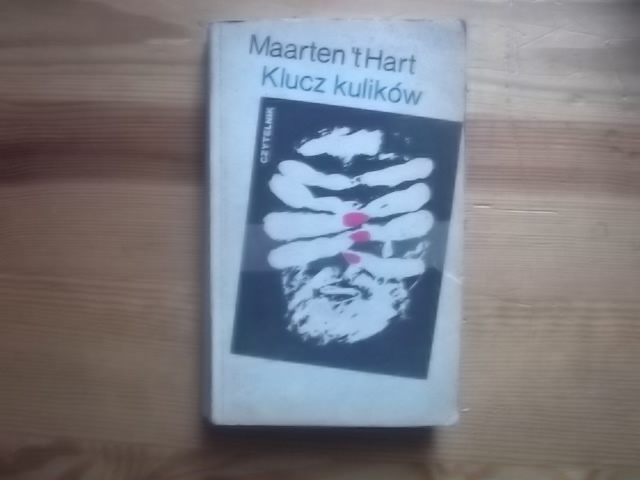 Maarten 't Hart
Klucz kulików
CZYTELNIK